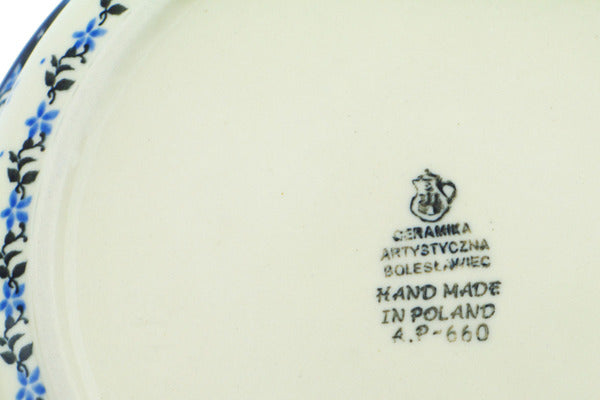 CERAMIKA
ARTYSTYCZNA
BOLESŁAWIEC
HAND MADE
IN POLAND
A.P-660